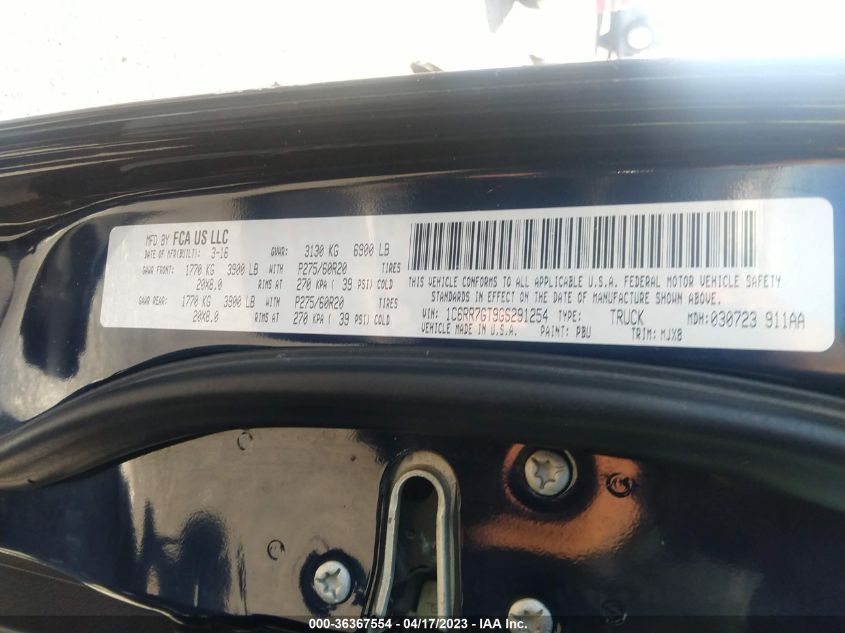 MFD BY FCA US LLC
DATE OF MFD(BUILT): 3-16 GVWR: 3130 KG 6900 LB
GAWR FRONT: 1770 KG 3900 LB WITH P275/60R20 TIRES
20X8.0 RIMS AT 270 KPA ( 39 PSI) COLD
GAWR REAR: 1770 KG 3900 LB WITH P275/60R20 TIRES
20X8.0 RIMS AT 270 KPA ( 39 PSI) COLD
THIS VEHICLE CONFORMS TO ALL APPLICABLE U.S.A. FEDERAL MOTOR VEHICLE SAFETY
STANDARDS IN EFFECT ON THE DATE OF MANUFACTURE SHOWN ABOVE.
VIN: 1C6RR7GT9GS291254 TYPE: TRUCK MDH: 030723 911AA
VEHICLE MADE IN U.S.A. PAINT: PBU TRIM: MJX8
000-36367554 - 04/17/2023 - IAA Inc.